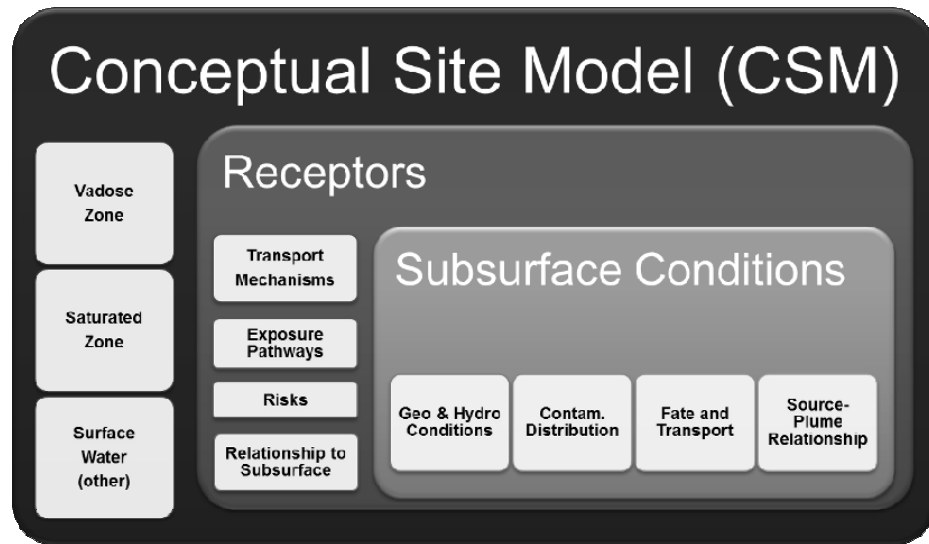 Conceptual Site Model (CSM)
Vadose
Zone
Saturated
Zone
Surface
Water
(other)
Receptors
Transport
Mechanisms
Exposure
Pathways
Risks
Relationship to
Subsurface
Subsurface Conditions
Geo & Hydro
Conditions
Contam.
Distribution
Fate and
Transport
Source-
Plume
Relationship